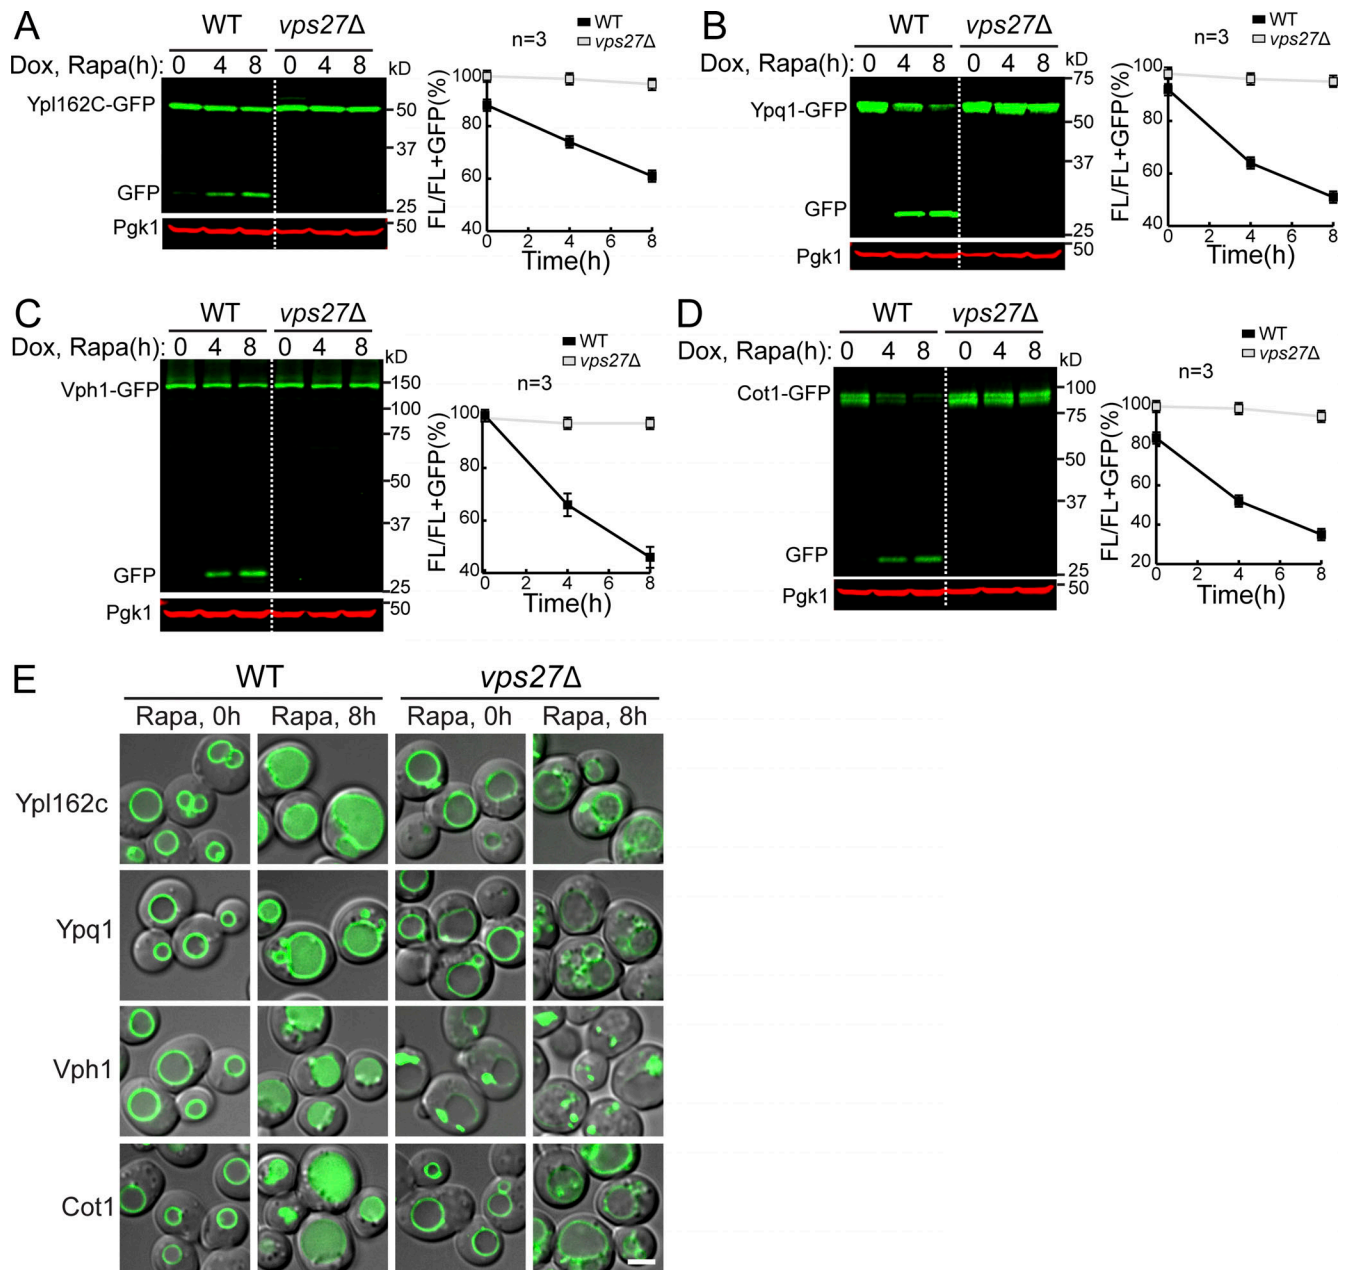 A
WT vps27Δ
Dox, Rapa(h): 0 4 8 0 4 8 kD
Ypl162C-GFP
50
37
GFP
25
Pgk1
50
n=3
WT
vps27Δ
FL/FL+GFP(%)
100
80
60
40
0 2 4 6 8
Time(h)
B
WT vps27Δ
Dox, Rapa(h): 0 4 8 0 4 8 kD
75
Ypq1-GFP
50
37
GFP
25
Pgk1
50
n=3
WT
vps27Δ
FL/FL+GFP(%)
100
80
60
40
0 2 4 6 8
Time(h)
C
WT vps27Δ
Dox, Rapa(h): 0 4 8 0 4 8 kD
Vph1-GFP
150
100
75
50
37
GFP
25
Pgk1
50
n=3
WT
vps27Δ
FL/FL+GFP(%)
100
80
60
40
0 2 4 6 8
Time(h)
D
WT vps27Δ
Dox, Rapa(h): 0 4 8 0 4 8 kD
Cot1-GFP
100
75
50
37
GFP
25
Pgk1
50
n=3
WT
vps27Δ
FL/FL+GFP(%)
100
80
60
40
20
0 2 4 6 8
Time(h)
E
WT vps27Δ
Rapa, 0h Rapa, 8h Rapa, 0h Rapa, 8h
Ypl162c
Ypq1
Vph1
Cot1